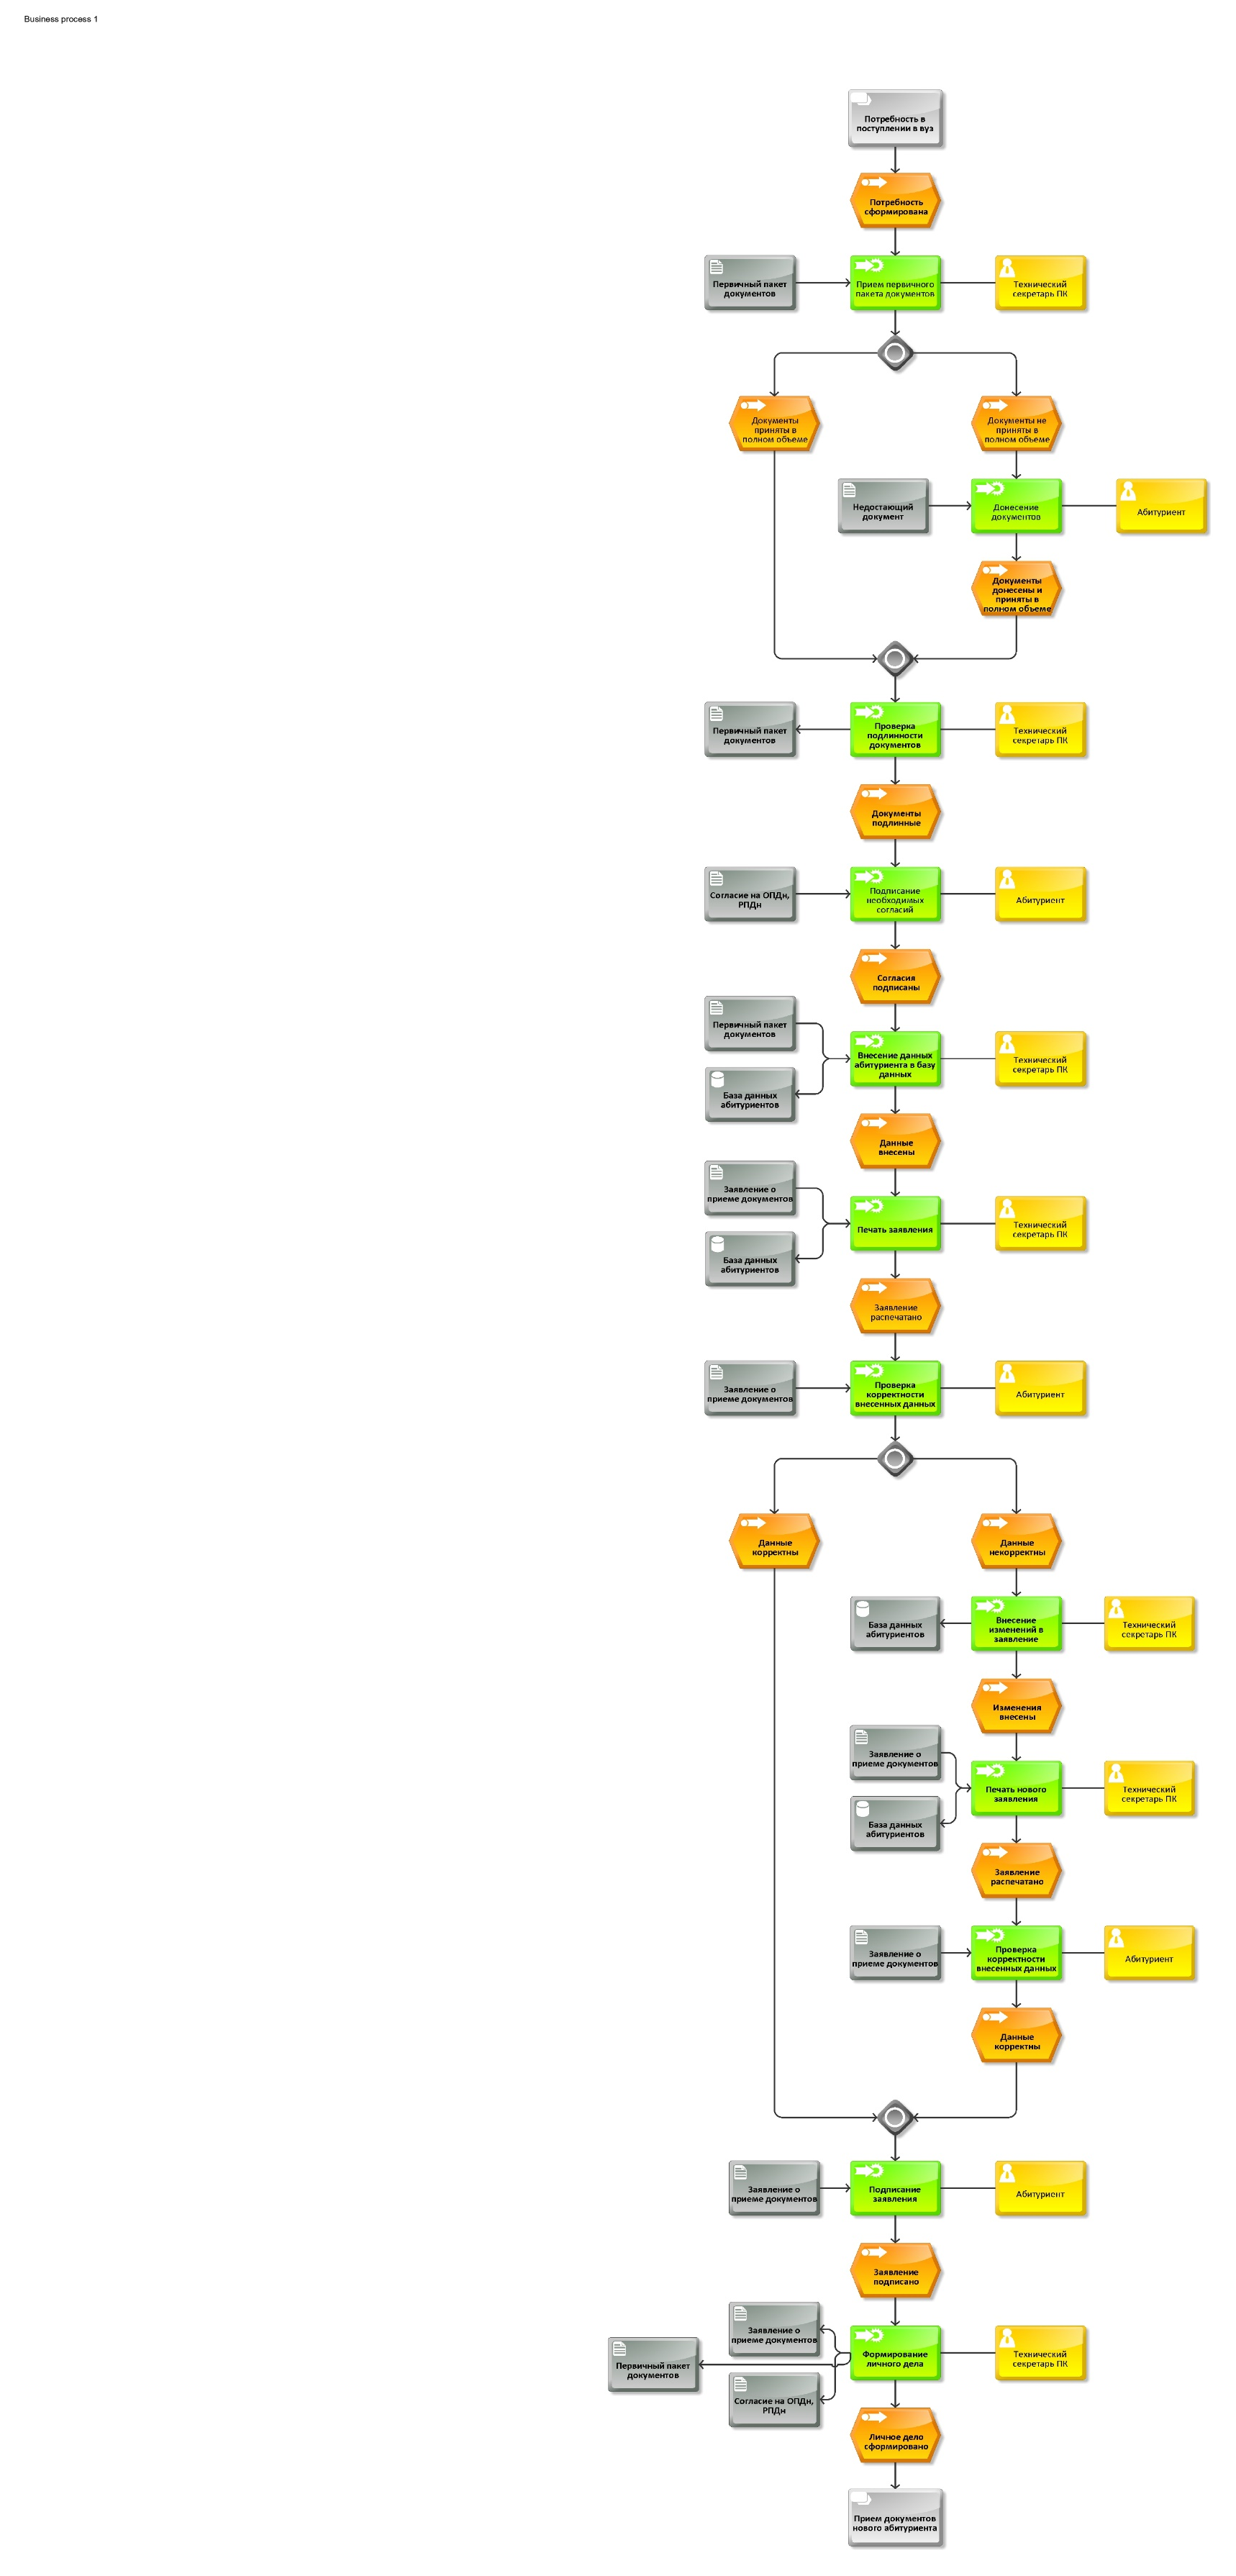 Business process 1
Потребность в
поступлении в вуз
Потребность
сформирована
Первичный пакет
документов
Прием первичного
пакета документов
Технический
секретарь ПК
Документы
приняты в
полном объеме
Документы не
приняты в
полном объеме
Недостающий
документ
Донесение
документов
Абитуриент
Документы
донесены и
приняты в
полном объеме
Первичный пакет
документов
Проверка
подлинности
документов
Технический
секретарь ПК
Документы
подлинные
Согласие на ОПДн,
РПДн
Подписание
необходимых
согласий
Абитуриент
Согласия
подписаны
Первичный пакет
документов
База данных
абитуриентов
Внесение данных
абитуриента в базу
данных
Технический
секретарь ПК
Данные
внесены
Заявление о
приеме документов
База данных
абитуриентов
Печать заявления
Технический
секретарь ПК
Заявление
распечатано
Заявление о
приеме документов
Проверка
корректности
внесенных данных
Абитуриент
Данные
корректны
Данные
некорректны
База данных
абитуриентов
Внесение
изменений в
заявление
Технический
секретарь ПК
Изменения
внесены
Заявление о
приеме документов
База данных
абитуриентов
Печать нового
заявления
Технический
секретарь ПК
Заявление
распечатано
Заявление о
приеме документов
Проверка
корректности
внесенных данных
Абитуриент
Данные
корректны
Заявление о
приеме документов
Подписание
заявления
Абитуриент
Заявление
подписано
Заявление о
приеме документов
Первичный пакет
документов
Согласие на ОПДн,
РПДн
Формирование
личного дела
Технический
секретарь ПК
Личное дело
сформировано
Прием документов
нового абитуриента